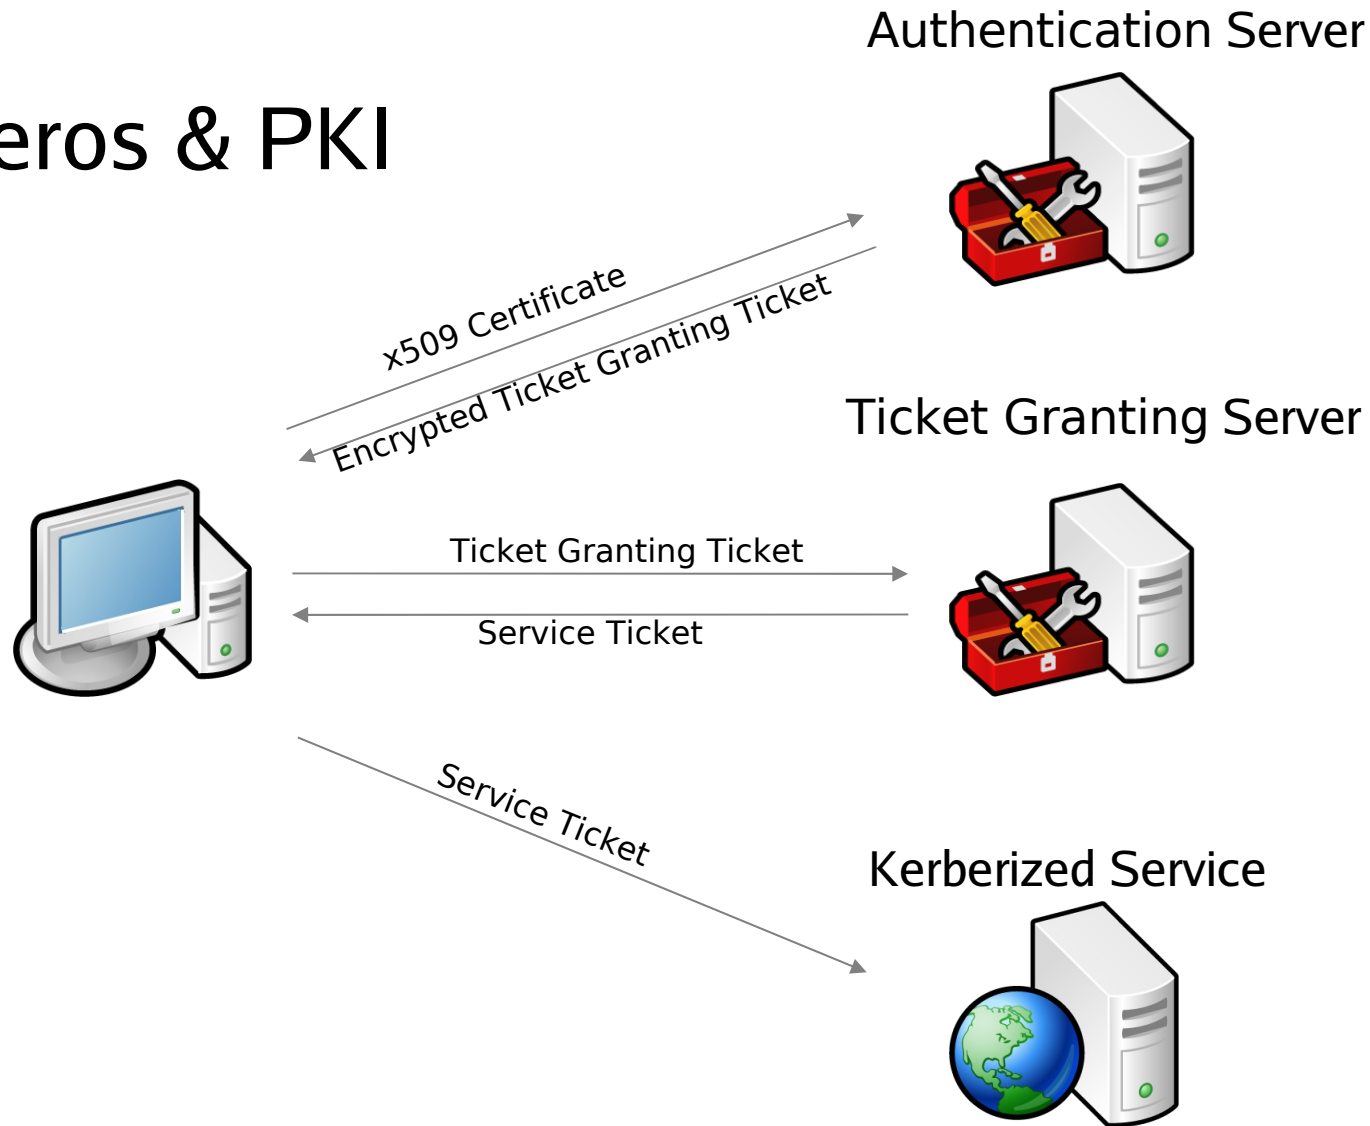 Authentication Server
eros & PKI
x509 Certificate
Encrypted Ticket Granting Ticket
Ticket Granting Server
Ticket Granting Ticket
Service Ticket
Service Ticket
Kerberized Service